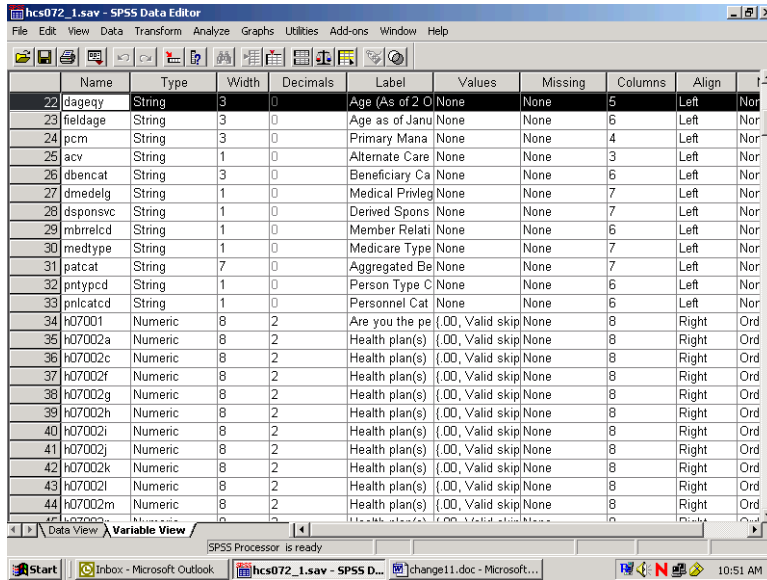 hcs072_1.sav - SPSS Data Editor
File Edit View Data Transform Analyze Graphs Utilities Add-ons Window Help
Name Type Width Decimals Label Values Missing Columns Align
22 dageqy String 3 0 Age (As of 2 O None None 5 Left Nor
23 fieldage String 3 0 Age as of Janu None None 6 Left Nor
24 pcm String 3 0 Primary Mana None None 4 Left Nor
25 acv String 1 0 Alternate Care None None 3 Left Nor
26 dbencat String 3 0 Beneficiary Ca None None 6 Left Nor
27 dmedelg String 1 0 Medical Privleg None None 7 Left Nor
28 dsponsvc String 1 0 Derived Spons None None 7 Left Nor
29 mbrrelcd String 1 0 Member Relati None None 6 Left Nor
30 medtype String 1 0 Medicare Type None None 7 Left Nor
31 patcat String 7 0 Aggregated Be None None 7 Left Nor
32 pntypcd String 1 0 Person Type C None None 6 Left Nor
33 pnlcatcd String 1 0 Personnel Cat None None 6 Left Nor
34 h07001 Numeric 8 2 Are you the pe {.00, Valid skip None 8 Right Ord
35 h07002a Numeric 8 2 Health plan(s) {.00, Valid skip None 8 Right Ord
36 h07002c Numeric 8 2 Health plan(s) {.00, Valid skip None 8 Right Ord
37 h07002f Numeric 8 2 Health plan(s) {.00, Valid skip None 8 Right Ord
38 h07002g Numeric 8 2 Health plan(s) {.00, Valid skip None 8 Right Ord
39 h07002h Numeric 8 2 Health plan(s) {.00, Valid skip None 8 Right Ord
40 h07002i Numeric 8 2 Health plan(s) {.00, Valid skip None 8 Right Ord
41 h07002j Numeric 8 2 Health plan(s) {.00, Valid skip None 8 Right Ord
42 h07002k Numeric 8 2 Health plan(s) {.00, Valid skip None 8 Right Ord
43 h07002l Numeric 8 2 Health plan(s) {.00, Valid skip None 8 Right Ord
44 h07002m Numeric 8 2 Health plan(s) {.00, Valid skip None 8 Right Ord
Data View Variable View
SPSS Processor is ready
Start Inbox - Microsoft Outlook hcs072_1.sav - SPSS D... change11.doc - Microsoft... 10:51 AM